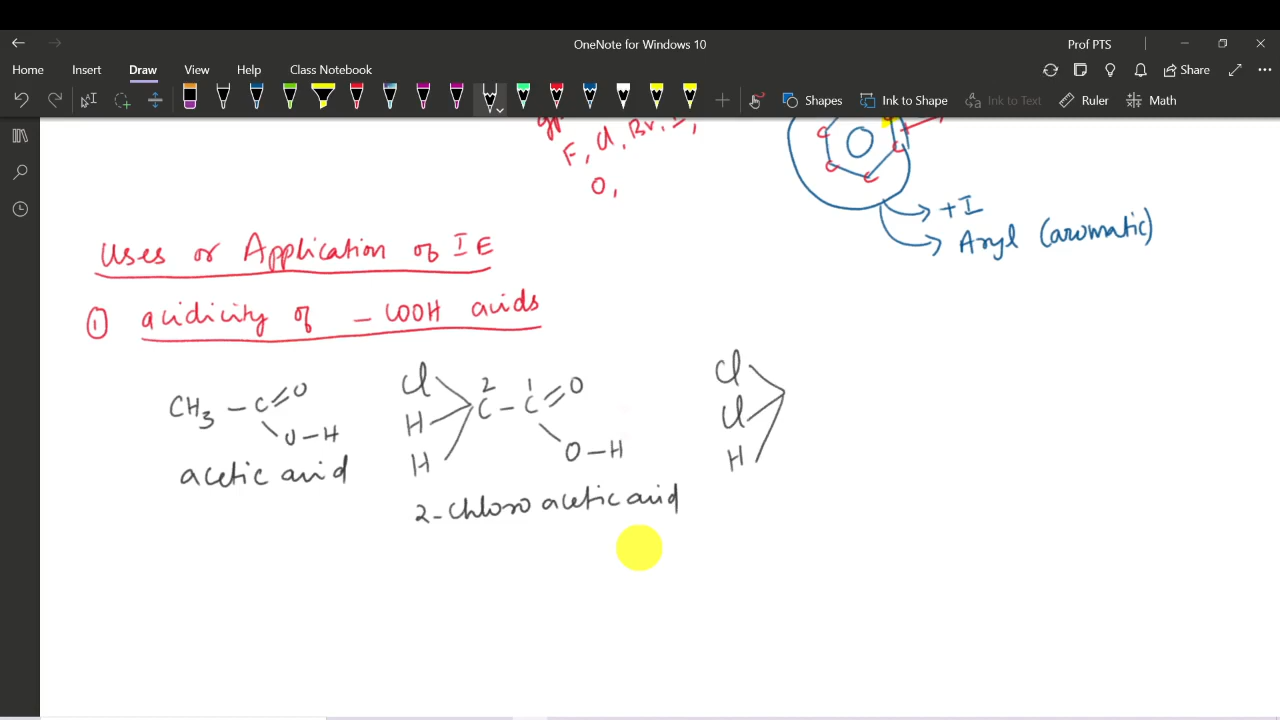 OneNote for Windows 10
Prof PTS
Home Insert Draw View Help Class Notebook
Share
Shapes Ink to Shape Ink to Text Ruler Math
F, Cl, Br, I,
O,
+I
Aryl (aromatic)
Uses or Application of IE
① acidicity of - COOH acids
CH3 - C = O
O - H
acetic acid
Cl
H
H
2 1
C - C = O
O - H
2-chloro acetic acid
Cl
Cl
H